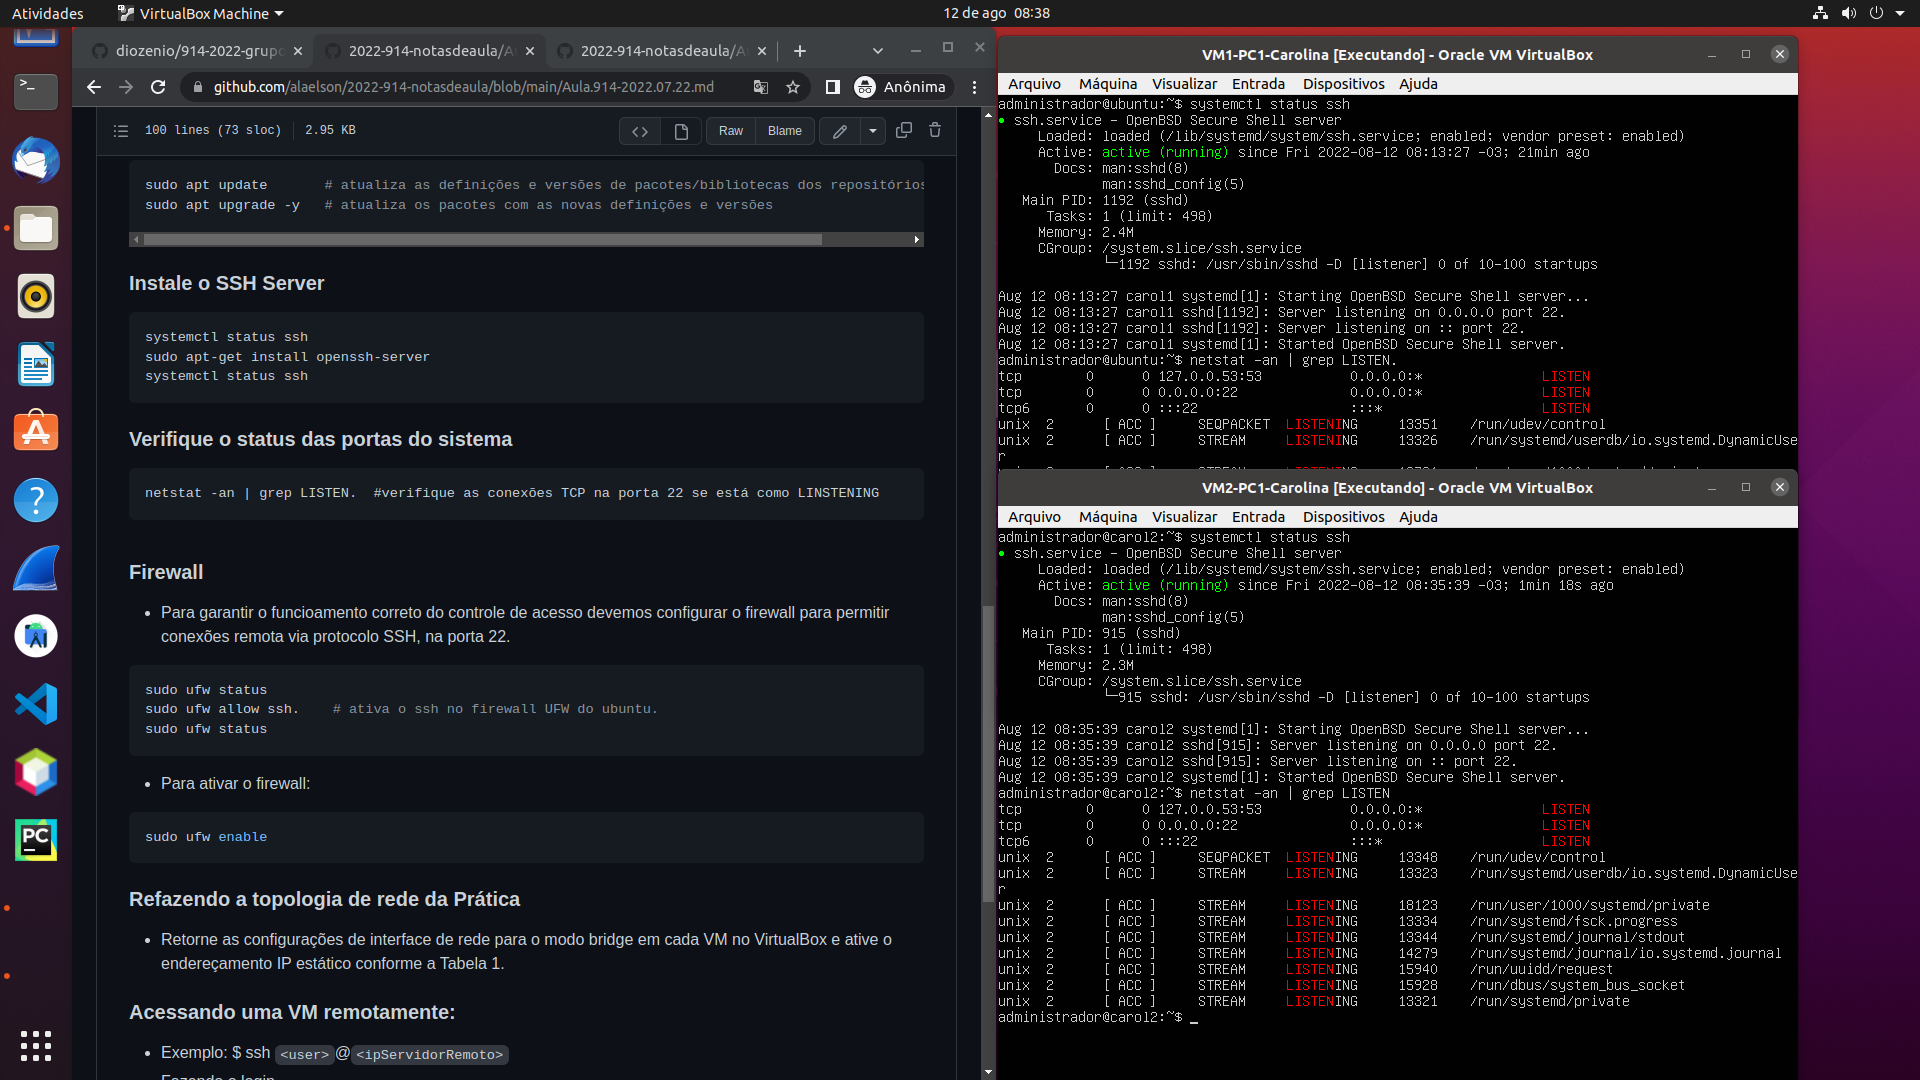 Atividades
VirtualBox Machine
12 de ago 08:38
diozenio/914-2022-grupo
2022-914-notasdeaula/A
2022-914-notasdeaula/A
github.com/alaelson/2022-914-notasdeaula/blob/main/Aula.914-2022.07.22.md
Anônima
100 lines (73 sloc) 2.95 KB
Raw
Blame
sudo apt update # atualiza as definições e versões de pacotes/bibliotecas dos repositórios
sudo apt upgrade -y # atualiza os pacotes com as novas definições e versões
Instale o SSH Server
systemctl status ssh
sudo apt-get install openssh-server
systemctl status ssh
Verifique o status das portas do sistema
netstat -an | grep LISTEN. #verifique as conexões TCP na porta 22 se está como LINSTENING
Firewall
Para garantir o funcioamento correto do controle de acesso devemos configurar o firewall para permitir
conexões remota via protocolo SSH, na porta 22.
sudo ufw status
sudo ufw allow ssh. # ativa o ssh no firewall UFW do ubuntu.
sudo ufw status
Para ativar o firewall:
sudo ufw enable
Refazendo a topologia de rede da Prática
Retorne as configurações de interface de rede para o modo bridge em cada VM no VirtualBox e ative o
endereçamento IP estático conforme a Tabela 1.
Acessando uma VM remotamente:
Exemplo: $ ssh <user>@<ipServidorRemoto>
Fazendo o login
VM1-PC1-Carolina [Executando] - Oracle VM VirtualBox
Arquivo Máquina Visualizar Entrada Dispositivos Ajuda
administrador@ubuntu:~$ systemctl status ssh
● ssh.service - OpenBSD Secure Shell server
Loaded: loaded (/lib/systemd/system/ssh.service; enabled; vendor preset: enabled)
Active: active (running) since Fri 2022-08-12 08:13:27 -03; 21min ago
Docs: man:sshd(8)
man:sshd_config(5)
Main PID: 1192 (sshd)
Tasks: 1 (limit: 498)
Memory: 2.4M
CGroup: /system.slice/ssh.service
└─1192 sshd: /usr/sbin/sshd -D [listener] 0 of 10-100 startups
Aug 12 08:13:27 carol1 systemd[1]: Starting OpenBSD Secure Shell server...
Aug 12 08:13:27 carol1 sshd[1192]: Server listening on 0.0.0.0 port 22.
Aug 12 08:13:27 carol1 sshd[1192]: Server listening on :: port 22.
Aug 12 08:13:27 carol1 systemd[1]: Started OpenBSD Secure Shell server.
administrador@ubuntu:~$ netstat -an | grep LISTEN.
tcp 0 0 127.0.0.53:53 0.0.0.0:* LISTEN
tcp 0 0 0.0.0.0:22 0.0.0.0:* LISTEN
tcp6 0 0 :::22 :::* LISTEN
unix 2 [ ACC ] SEQPACKET LISTENING 13351 /run/udev/control
unix 2 [ ACC ] STREAM LISTENING 13326 /run/systemd/userdb/io.systemd.DynamicUse
r
VM2-PC1-Carolina [Executando] - Oracle VM VirtualBox
Arquivo Máquina Visualizar Entrada Dispositivos Ajuda
administrador@carol2:~$ systemctl status ssh
● ssh.service - OpenBSD Secure Shell server
Loaded: loaded (/lib/systemd/system/ssh.service; enabled; vendor preset: enabled)
Active: active (running) since Fri 2022-08-12 08:35:39 -03; 1min 18s ago
Docs: man:sshd(8)
man:sshd_config(5)
Main PID: 915 (sshd)
Tasks: 1 (limit: 498)
Memory: 2.3M
CGroup: /system.slice/ssh.service
└─915 sshd: /usr/sbin/sshd -D [listener] 0 of 10-100 startups
Aug 12 08:35:39 carol2 systemd[1]: Starting OpenBSD Secure Shell server...
Aug 12 08:35:39 carol2 sshd[915]: Server listening on 0.0.0.0 port 22.
Aug 12 08:35:39 carol2 sshd[915]: Server listening on :: port 22.
Aug 12 08:35:39 carol2 systemd[1]: Started OpenBSD Secure Shell server.
administrador@carol2:~$ netstat -an | grep LISTEN
tcp 0 0 127.0.0.53:53 0.0.0.0:* LISTEN
tcp 0 0 0.0.0.0:22 0.0.0.0:* LISTEN
tcp6 0 0 :::22 :::* LISTEN
unix 2 [ ACC ] SEQPACKET LISTENING 13348 /run/udev/control
unix 2 [ ACC ] STREAM LISTENING 13323 /run/systemd/userdb/io.systemd.DynamicUse
r
unix 2 [ ACC ] STREAM LISTENING 18123 /run/user/1000/systemd/private
unix 2 [ ACC ] STREAM LISTENING 13334 /run/systemd/fsck.progress
unix 2 [ ACC ] STREAM LISTENING 13344 /run/systemd/journal/stdout
unix 2 [ ACC ] STREAM LISTENING 14279 /run/systemd/journal/io.systemd.journal
unix 2 [ ACC ] STREAM LISTENING 15940 /run/uuidd/request
unix 2 [ ACC ] STREAM LISTENING 15928 /run/dbus/system_bus_socket
unix 2 [ ACC ] STREAM LISTENING 13321 /run/systemd/private
administrador@carol2:~$ _